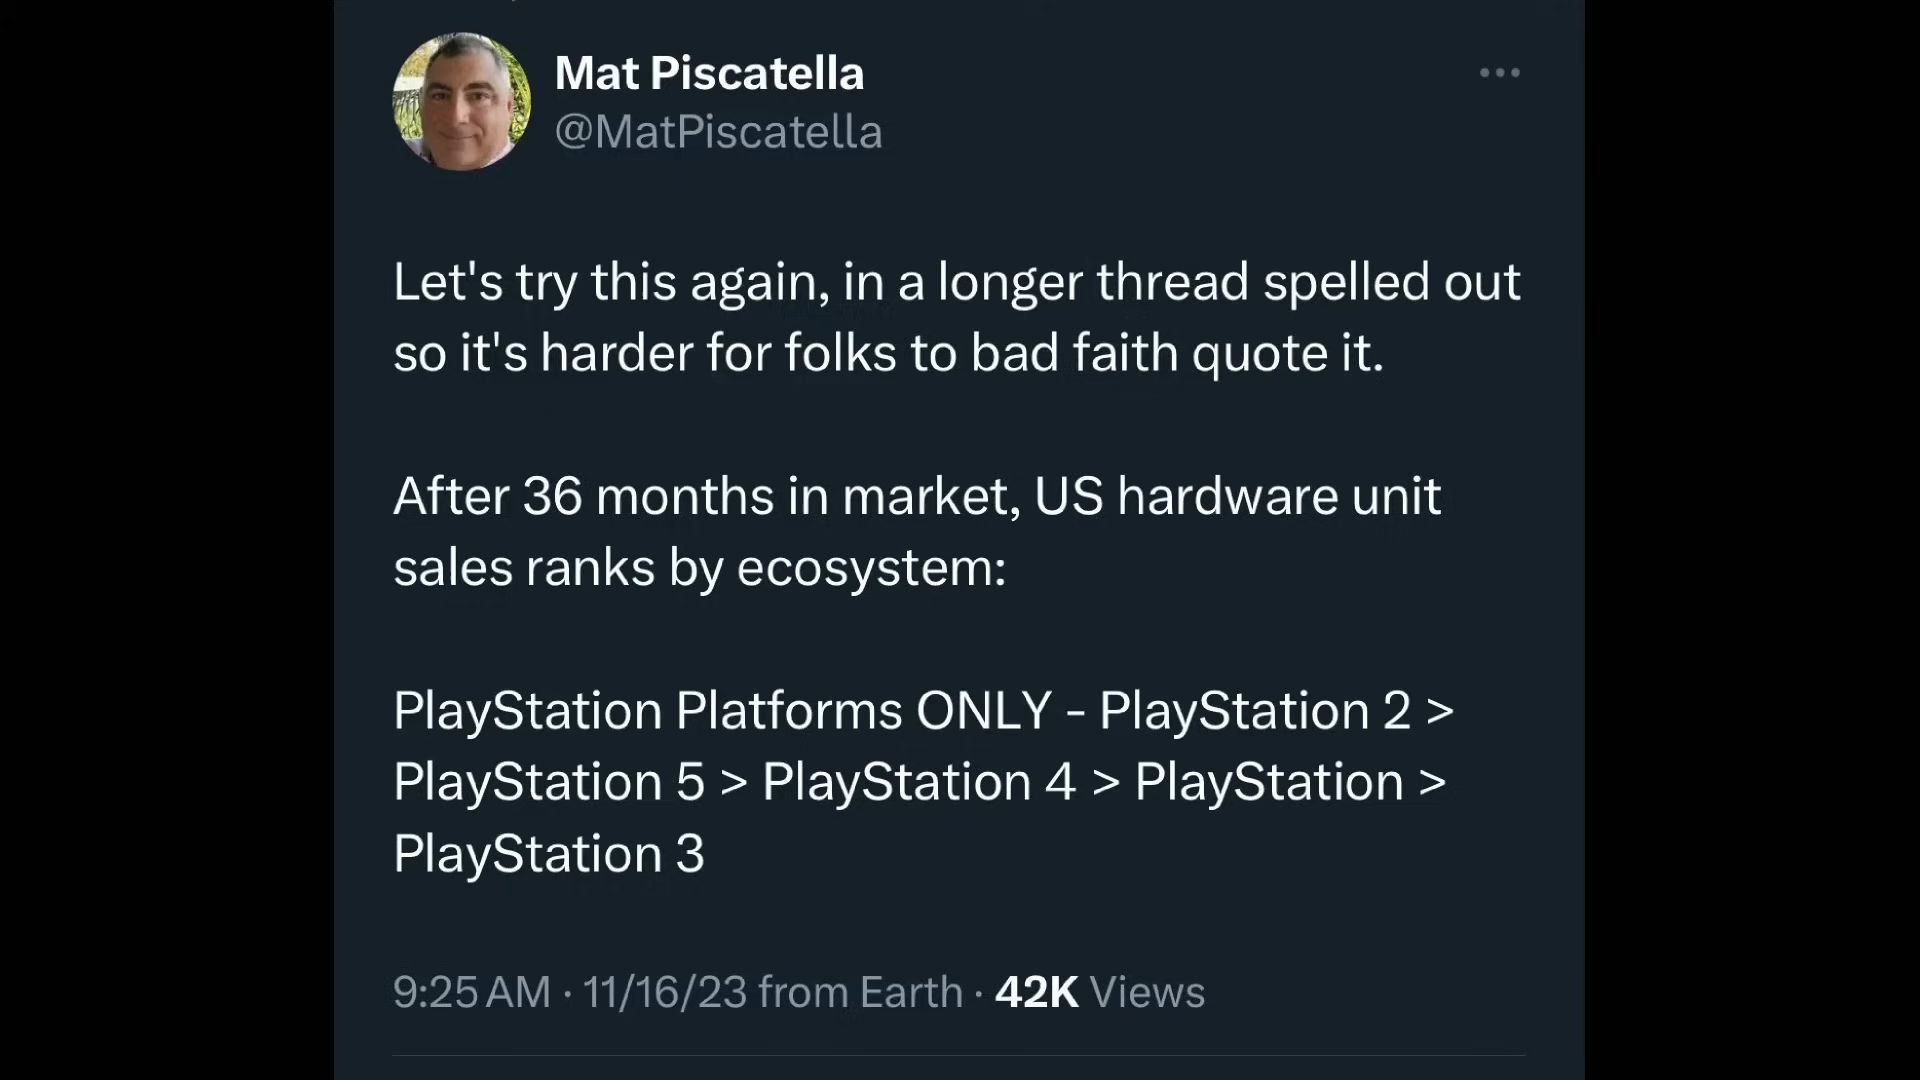 Mat Piscatella
@MatPiscatella
Let's try this again, in a longer thread spelled out
so it's harder for folks to bad faith quote it.
After 36 months in market, US hardware unit
sales ranks by ecosystem:
PlayStation Platforms ONLY - PlayStation 2 >
PlayStation 5 > PlayStation 4 > PlayStation >
PlayStation 3
9:25 AM · 11/16/23 from Earth · 42K Views